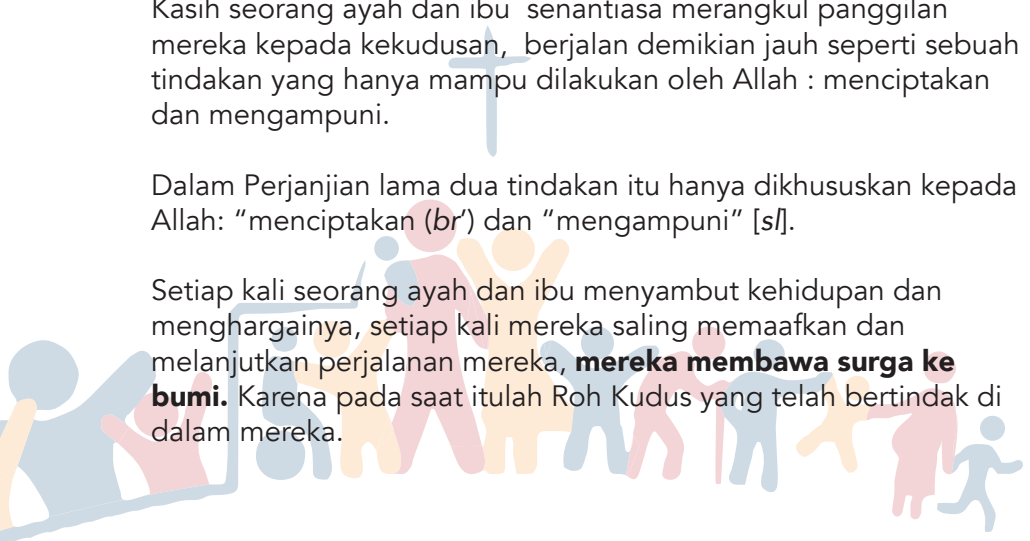 Kasih seorang ayah dan ibu  senantiasa merangkul panggilan
mereka kepada kekudusan,  berjalan demikian jauh seperti sebuah
tindakan yang hanya mampu dilakukan oleh Allah : menciptakan
dan mengampuni.
Dalam Perjanjian lama dua tindakan itu hanya dikhususkan kepada
Allah: “menciptakan (br’) dan “mengampuni” [sl].
Setiap kali seorang ayah dan ibu menyambut kehidupan dan
menghargainya, setiap kali mereka saling memaafkan dan
melanjutkan perjalanan mereka, mereka membawa surga ke
bumi. Karena pada saat itulah Roh Kudus yang telah bertindak di
dalam mereka.